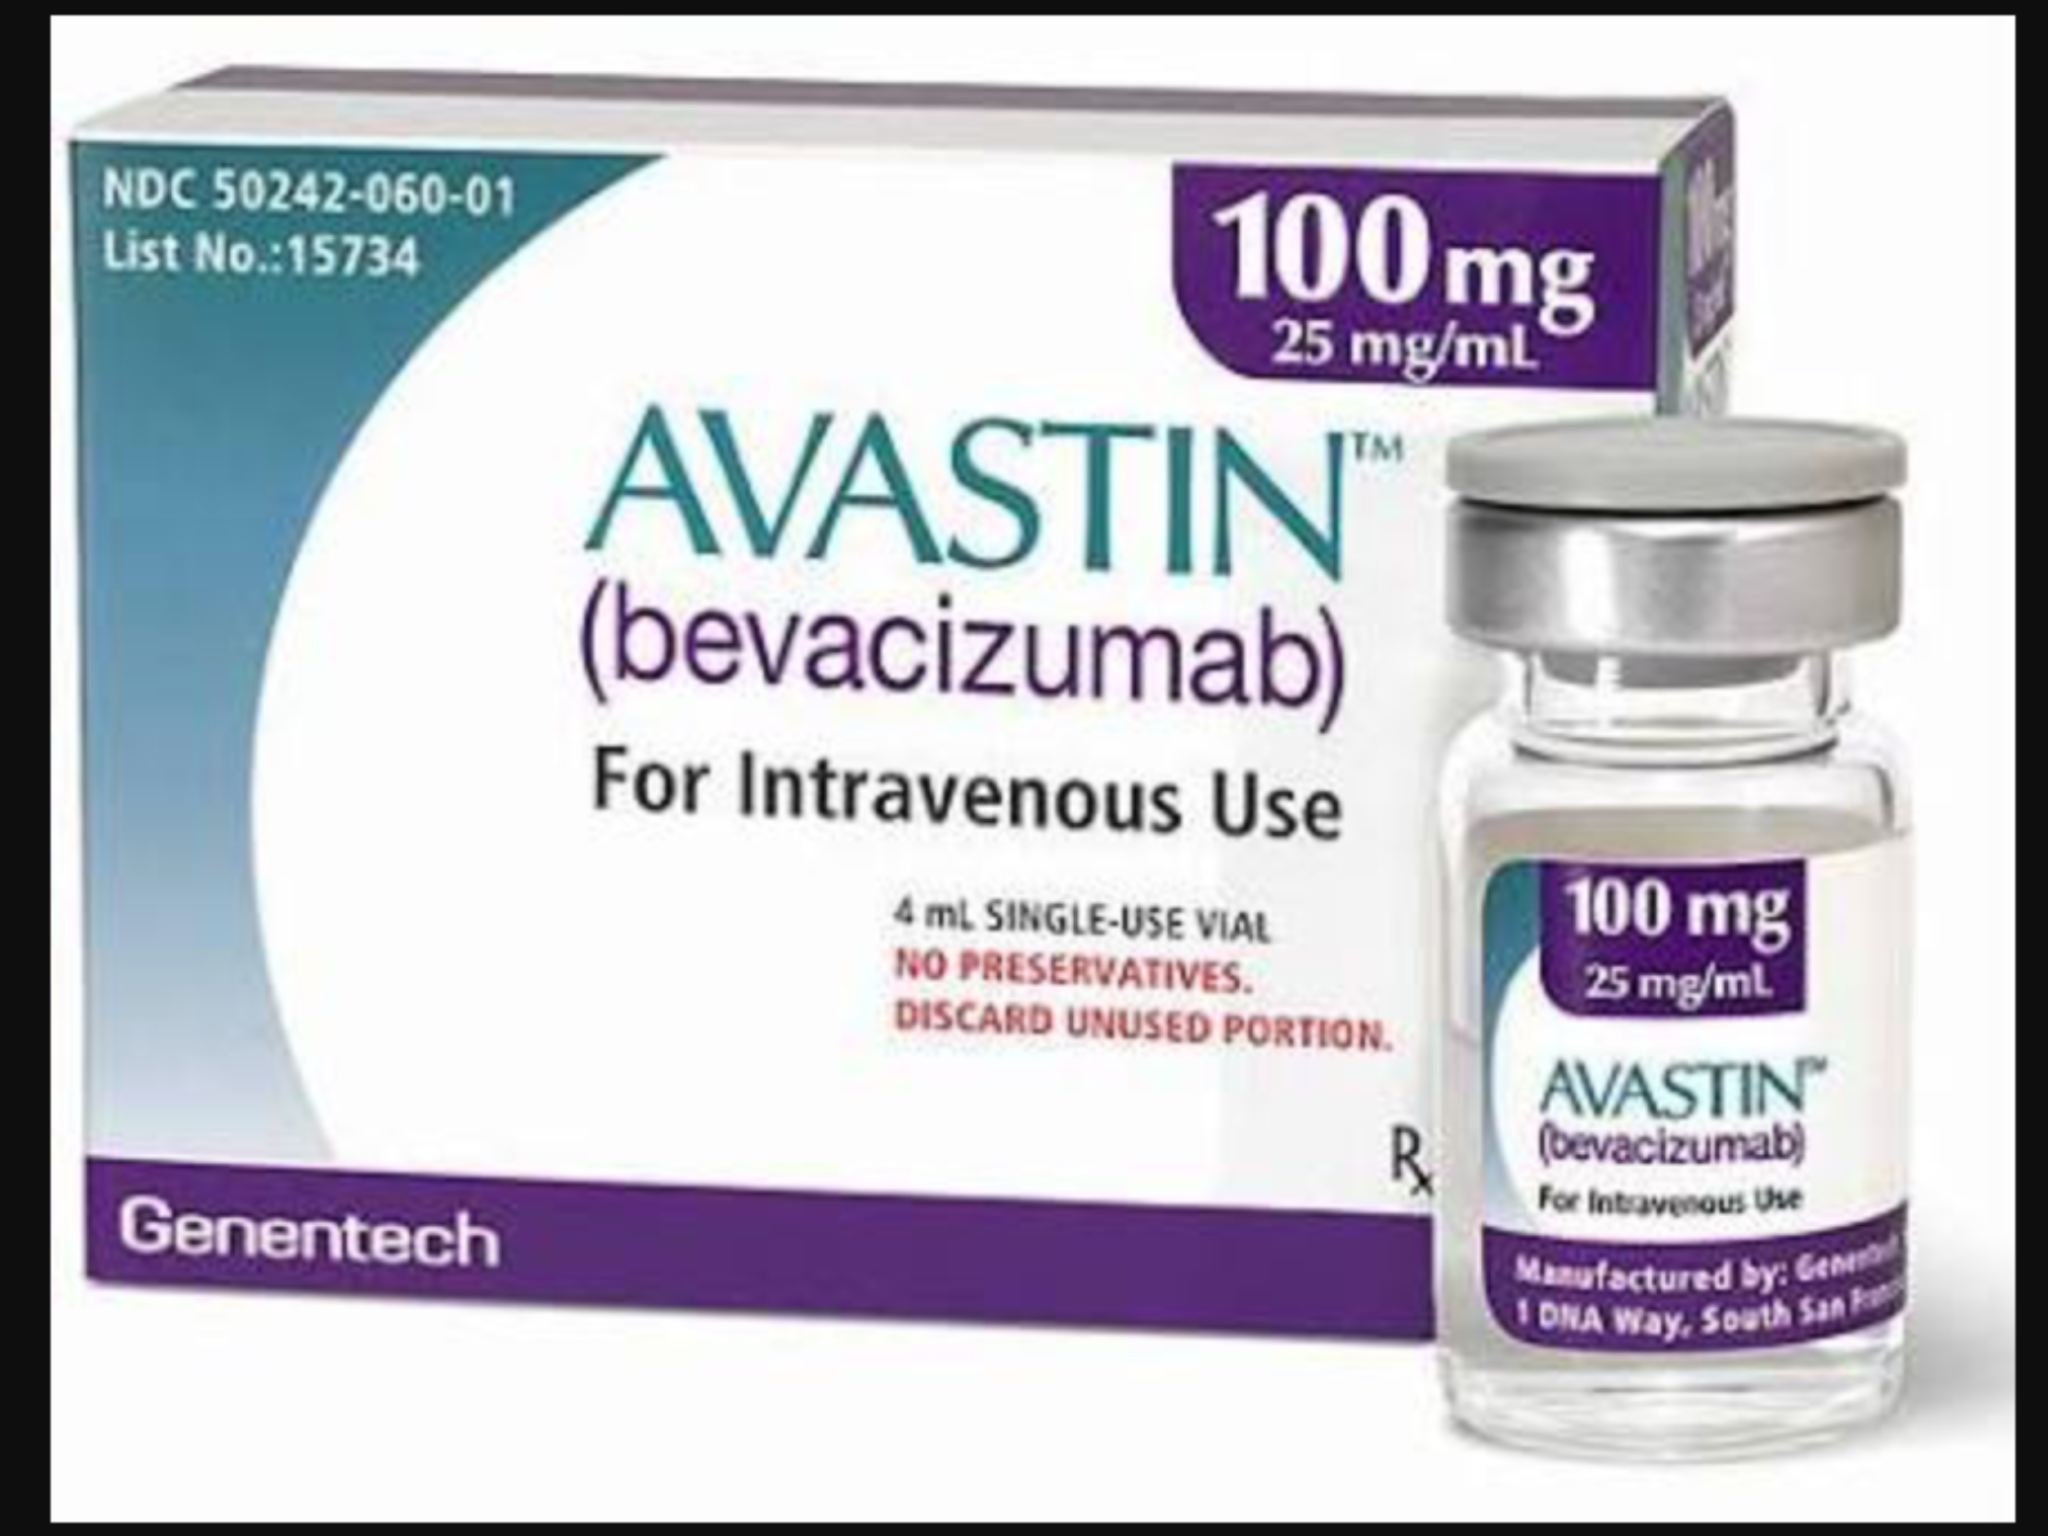 NDC 50242-060-01
List No.:15734
100 mg
25 mg/mL
AVASTIN™
(bevacizumab)
For Intravenous Use
4 mL SINGLE-USE VIAL
NO PRESERVATIVES.
DISCARD UNUSED PORTION.
Rx
Genentech
100 mg
25 mg/mL
AVASTIN™
(bevacizumab)
For Intravenous Use
Manufactured by:
1 DNA Way, South San